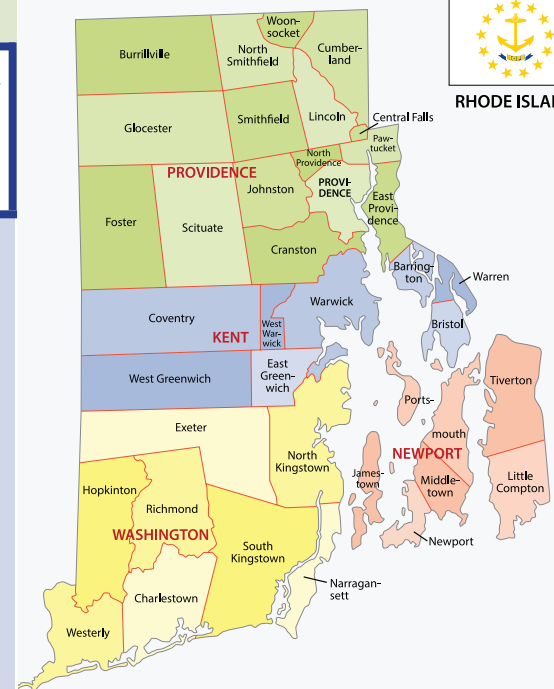 Woon-
socket
Burrillville
North
Smithfield
Cumber-
land
HOPE
RHODE ISLAN
Glocester
Smithfield
Lincoln
Central Falls
Paw-
tucket
North
Providence
PROVIDENCE
Johnston
PROVI-
DENCE
East
Provi-
dence
Foster
Scituate
Cranston
Barring-
ton
Warren
Coventry
Warwick
Bristol
KENT
West
War-
wick
West Greenwich
East
Green-
wich
Tiverton
Ports-
mouth
Exeter
North
Kingstown
NEWPORT
James-
town
Middle-
town
Little
Compton
Hopkinton
Richmond
WASHINGTON
South
Kingstown
Newport
Charlestown
Narragan-
sett
Westerly